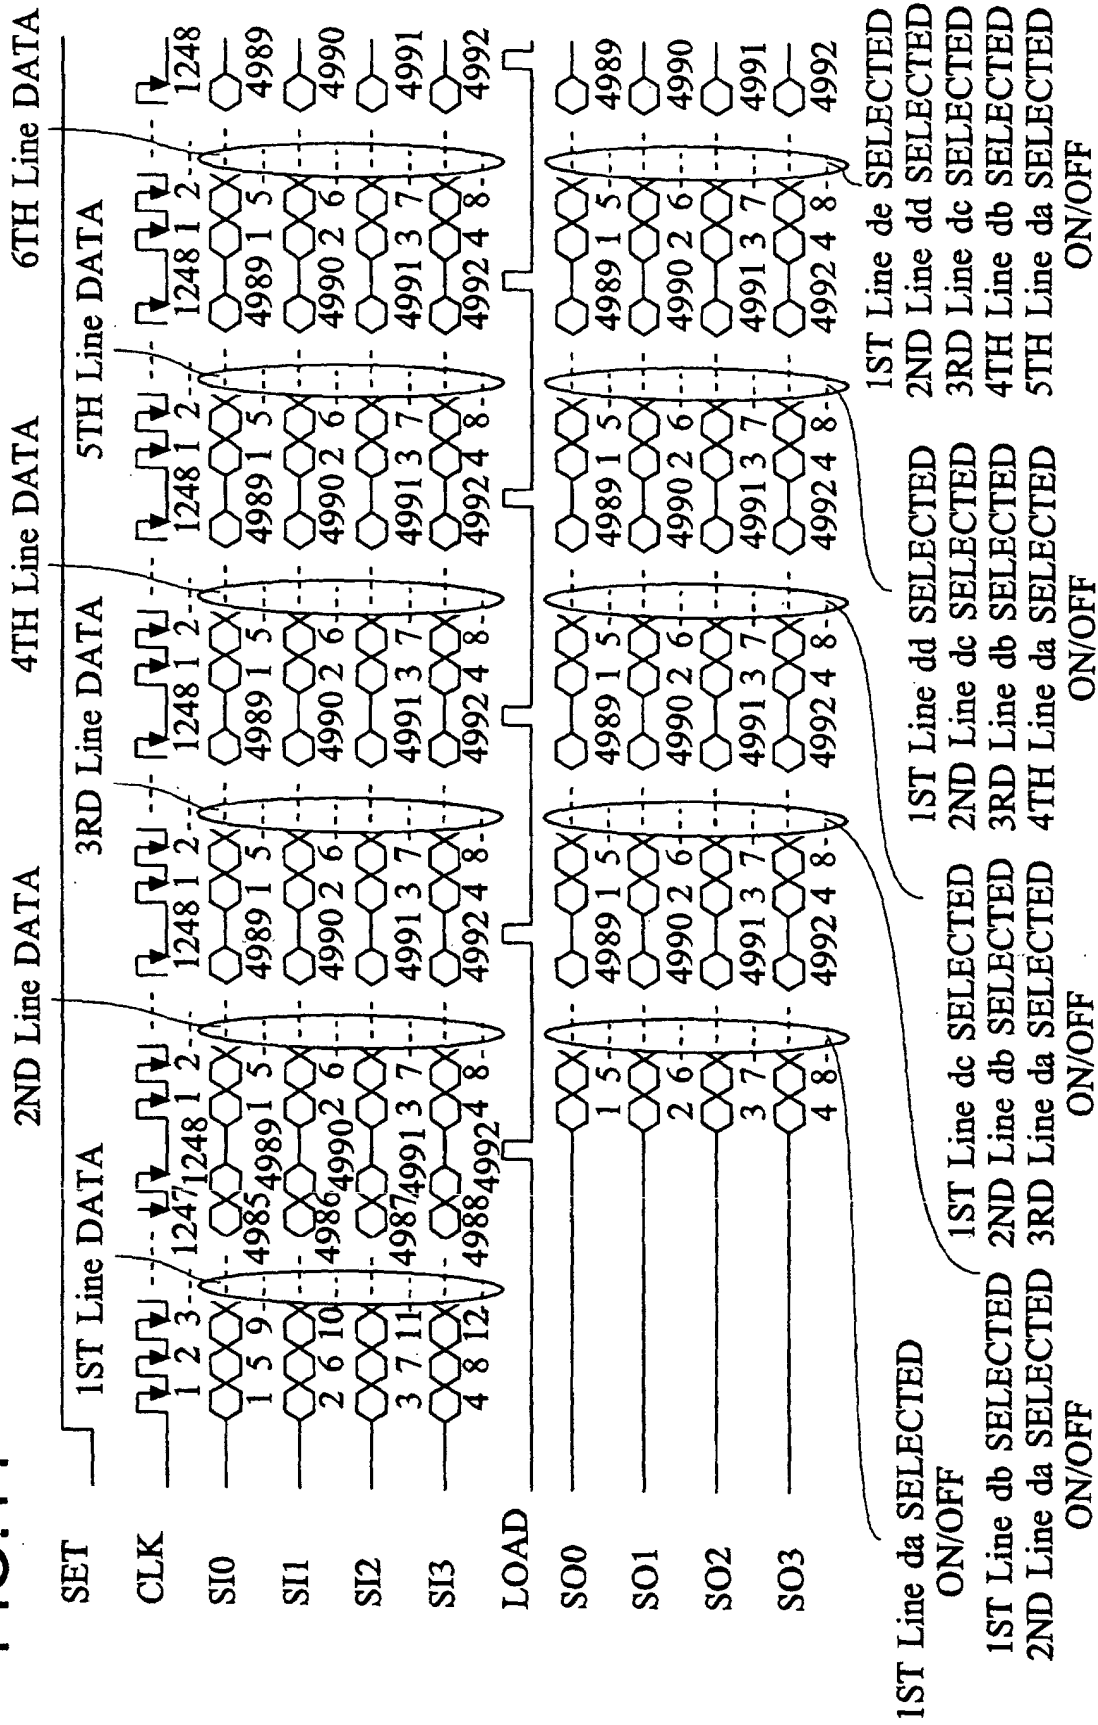 2ND Line DATA
4TH Line DATA
6TH Line DATA
SET
1ST Line DATA
3RD Line DATA
5TH Line DATA
CLK
1 2 3 1247 1248 1 2 1248 1 2 1248 1 2 1248 1 2 1248 1 2 1248
SI0
1 5 9 4985 4989 1 5 4989 1 5 4989 1 5 4989 1 5 4989 1 5 4989
SI1
2 6 10 4986 4990 2 6 4990 2 6 4990 2 6 4990 2 6 4990 2 6 4990
SI2
3 7 11 4987 4991 3 7 4991 3 7 4991 3 7 4991 3 7 4991 3 7 4991
SI3
4 8 12 4988 4992 4 8 4992 4 8 4992 4 8 4992 4 8 4992 4 8 4992
LOAD
SO0
1 5 4989 1 5 4989 1 5 4989 1 5 4989 1 5 4989
SO1
2 6 4990 2 6 4990 2 6 4990 2 6 4990 2 6 4990
SO2
3 7 4991 3 7 4991 3 7 4991 3 7 4991 3 7 4991
SO3
4 8 4992 4 8 4992 4 8 4992 4 8 4992 4 8 4992
1ST Line da SELECTED
ON/OFF
1ST Line db SELECTED
2ND Line da SELECTED
ON/OFF
1ST Line dc SELECTED
2ND Line db SELECTED
3RD Line da SELECTED
ON/OFF
1ST Line dd SELECTED
2ND Line dc SELECTED
3RD Line db SELECTED
4TH Line da SELECTED
ON/OFF
1ST Line de SELECTED
2ND Line dd SELECTED
3RD Line dc SELECTED
4TH Line db SELECTED
5TH Line da SELECTED
ON/OFF